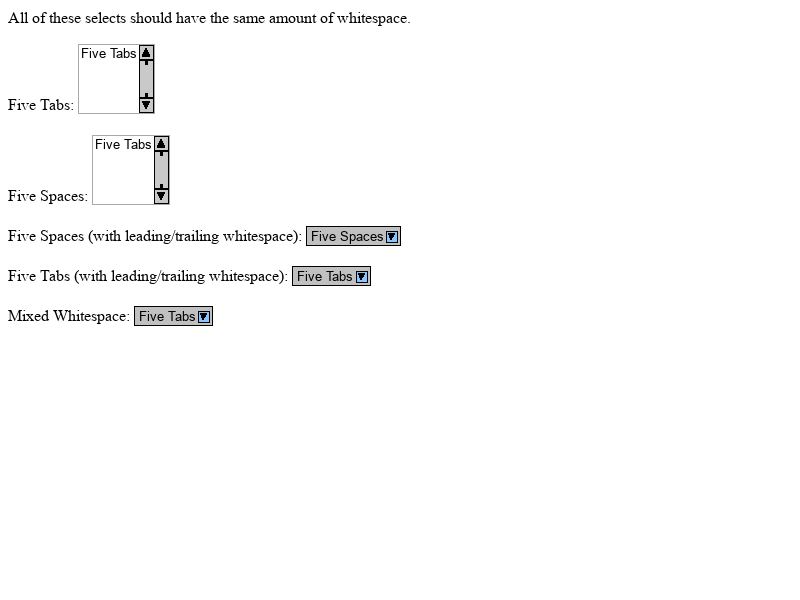 All of these selects should have the same amount of whitespace.
Five Tabs
Five Tabs:
Five Tabs
Five Spaces:
Five Spaces (with leading/trailing whitespace): Five Spaces
Five Tabs (with leading/trailing whitespace): Five Tabs
Mixed Whitespace: Five Tabs